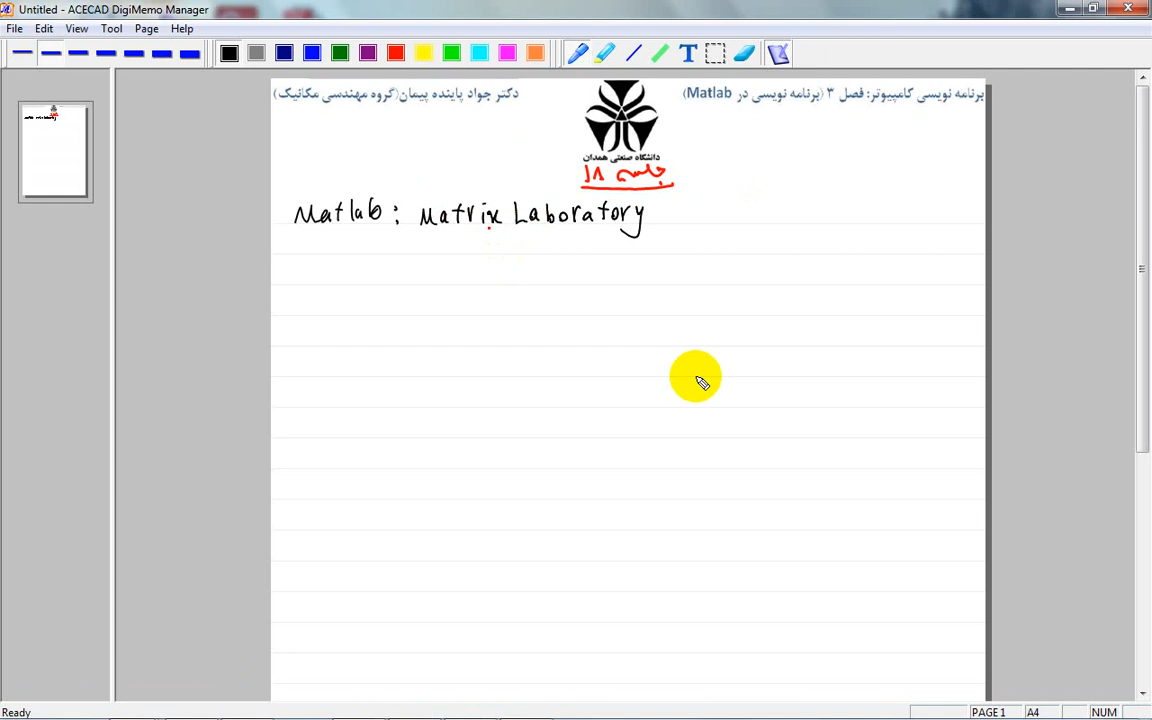 Untitled - ACECAD DigiMemo Manager
File Edit View Tool Page Help
برنامه نویسی کامپیوتر: فصل ۳ (برنامه نویسی در Matlab)
دکتر جواد پاینده پیمان(گروه مهندسی مکانیک)
دانشگاه صنعتی همدان
جلسه ۱۸
Matlab: Matrix Laboratory
Ready
PAGE 1 A4 NUM